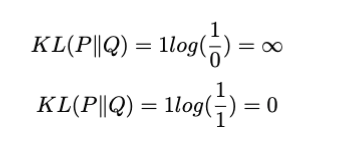 KL(P||Q) = 1log(1/0) = ∞
KL(P||Q) = 1log(1/1) = 0